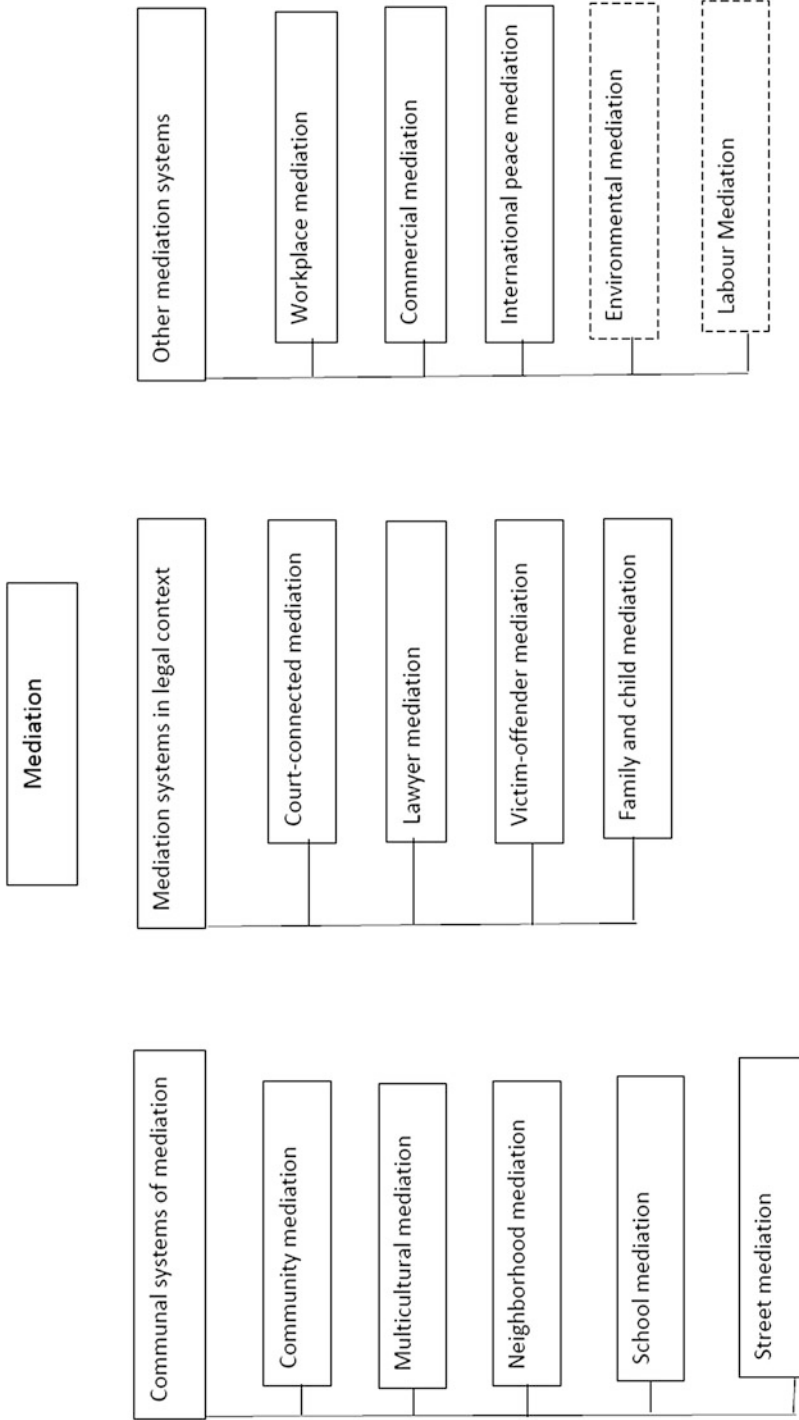 Mediation
Communal systems of mediation
Community mediation
Multicultural mediation
Neighborhood mediation
School mediation
Street mediation
Mediation systems in legal context
Court-connected mediation
Lawyer mediation
Victim-offender mediation
Family and child mediation
Other mediation systems
Workplace mediation
Commercial mediation
International peace mediation
Environmental mediation
Labour Mediation